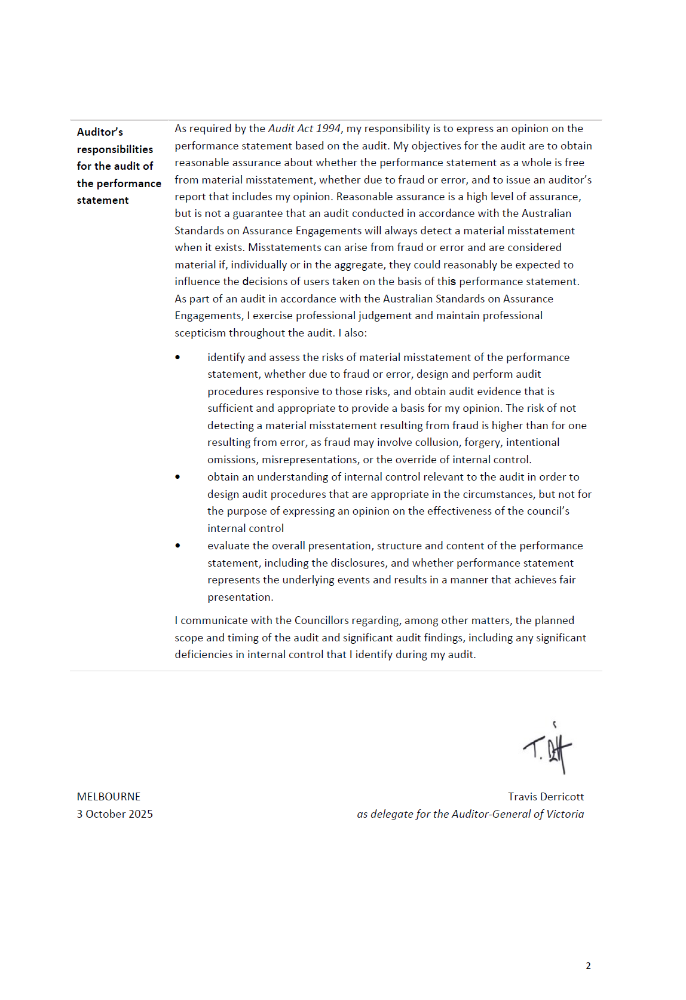 Auditor's
responsibilities
for the audit of
the performance
statement
As required by the Audit Act 1994, my responsibility is to express an opinion on the
performance statement based on the audit. My objectives for the audit are to obtain
reasonable assurance about whether the performance statement as a whole is free
from material misstatement, whether due to fraud or error, and to issue an auditor's
report that includes my opinion. Reasonable assurance is a high level of assurance,
but is not a guarantee that an audit conducted in accordance with the Australian
Standards on Assurance Engagements will always detect a material misstatement
when it exists. Misstatements can arise from fraud or error and are considered
material if, individually or in the aggregate, they could reasonably be expected to
influence the decisions of users taken on the basis of this performance statement.
As part of an audit in accordance with the Australian Standards on Assurance
Engagements, I exercise professional judgement and maintain professional
scepticism throughout the audit. I also:
• identify and assess the risks of material misstatement of the performance
statement, whether due to fraud or error, design and perform audit
procedures responsive to those risks, and obtain audit evidence that is
sufficient and appropriate to provide a basis for my opinion. The risk of not
detecting a material misstatement resulting from fraud is higher than for one
resulting from error, as fraud may involve collusion, forgery, intentional
omissions, misrepresentations, or the override of internal control.
• obtain an understanding of internal control relevant to the audit in order to
design audit procedures that are appropriate in the circumstances, but not for
the purpose of expressing an opinion on the effectiveness of the council's
internal control
• evaluate the overall presentation, structure and content of the performance
statement, including the disclosures, and whether performance statement
represents the underlying events and results in a manner that achieves fair
presentation.
I communicate with the Councillors regarding, among other matters, the planned
scope and timing of the audit and significant audit findings, including any significant
deficiencies in internal control that I identify during my audit.
MELBOURNE
3 October 2025
Travis Derricott
as delegate for the Auditor-General of Victoria
2